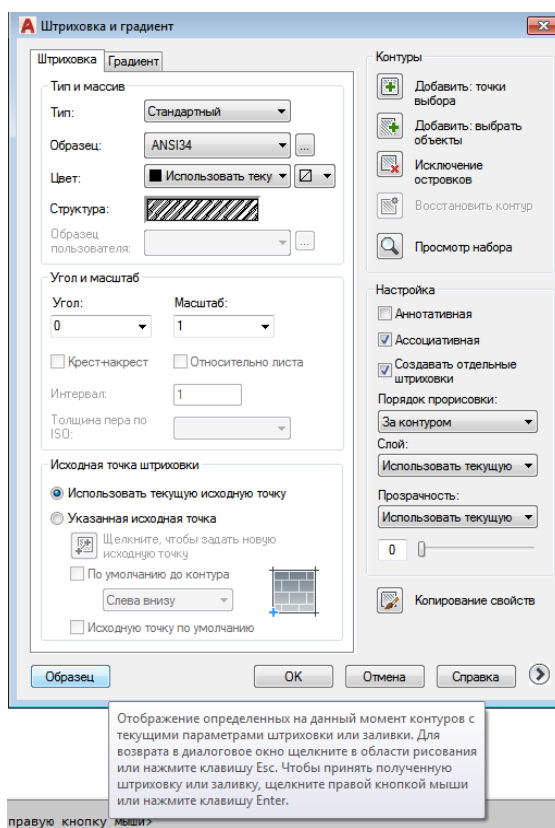 Штриховка и градиент
Штриховка Градиент
Тип и массив
Тип: Стандартный
Образец: ANSI34 ...
Цвет: Использовать теку
Структура:
Образец
пользователя: ...
Угол и масштаб
Угол: Масштаб:
0 1
Крест-накрест Относительно листа
Интервал: 1
Толщина пера по
ISO:
Исходная точка штриховки
Использовать текущую исходную точку
Указанная исходная точка
Щелкните, чтобы задать новую
исходную точку
По умолчанию до контура
Слева внизу
Исходную точку по умолчанию
Контуры
Добавить: точки
выбора
Добавить: выбрать
объекты
Исключение
островков
Восстановить контур
Просмотр набора
Настройка
Аннотативная
Ассоциативная
Создавать отдельные
штриховки
Порядок прорисовки:
За контуром
Слой:
Использовать текущую
Прозрачность:
Использовать текущую
0
Копирование свойств
Образец OK Отмена Справка
Отображение определенных на данный момент контуров с
текущими параметрами штриховки или заливки. Для
возврата в диалоговое окно щелкните в области рисования
или нажмите клавишу Esc. Чтобы принять полученную
штриховку или заливку, щелкните правой кнопкой мыши
или нажмите клавишу Enter.
правую кнопку мыши>